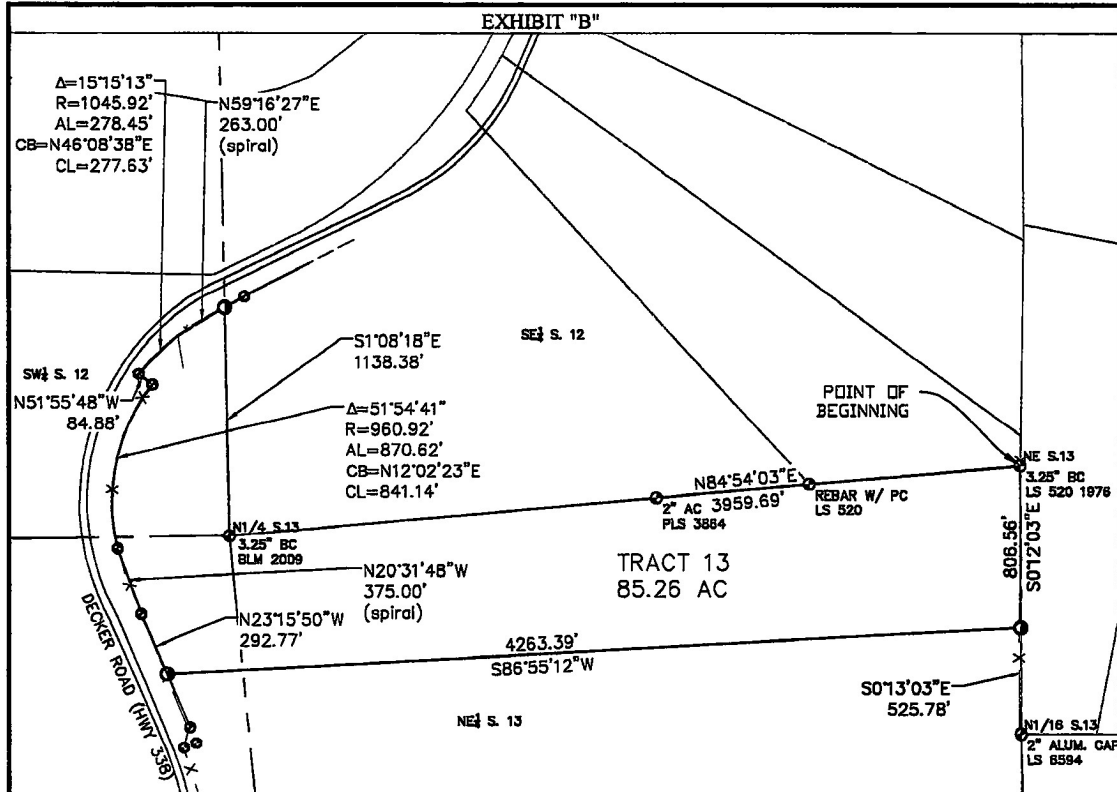 EXHIBIT "B"
Δ=15°15'13"
R=1045.92'
AL=278.45'
CB=N46°08'38"E
CL=277.63'
N59°16'27"E
263.00'
(spiral)
SW¼ S. 12
N51°55'48"W
84.88'
S1°08'18"E
1138.38'
SE¼ S. 12
Δ=51°54'41"
R=960.92'
AL=870.62'
CB=N12°02'23"E
CL=841.14'
POINT OF
BEGINNING
NE S.13
3.25" BC
LS 520 1976
N84°54'03"E
3959.69'
REBAR W/ PC
LS 520
2" AC
PLS 3864
N1/4 S.13
3.25" BC
BLM 2009
TRACT 13
85.26 AC
806.56'
S0°12'03"E
N20°31'48"W
375.00'
(spiral)
N23°15'50"W
292.77'
DECKER ROAD (HWY 338)
4263.39'
S86°55'12"W
S0°13'03"E
525.78'
NE¼ S. 13
N1/16 S.13
2" ALUM. CAP
LS 8594